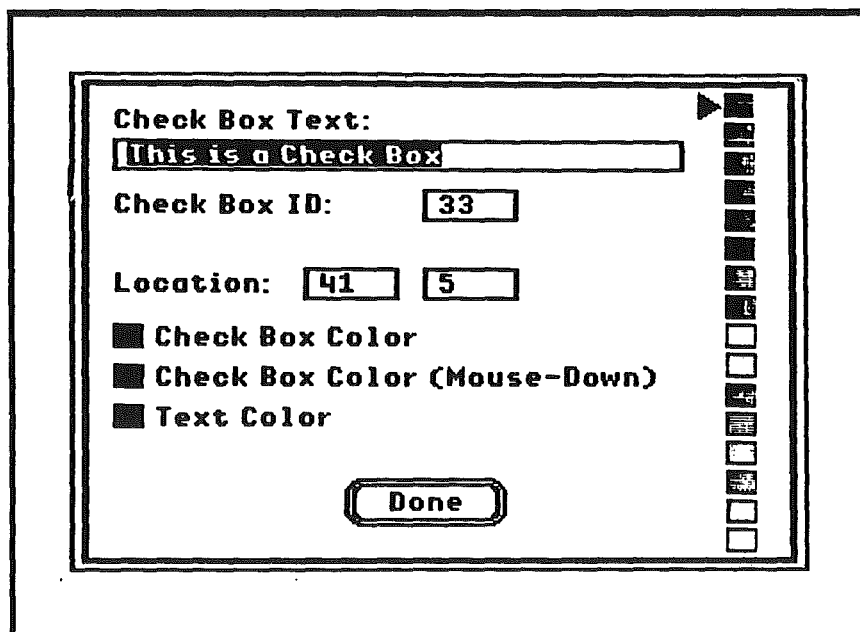 Check Box Text:
This is a Check Box
Check Box ID: 33
Location: 41 5
Check Box Color
Check Box Color (Mouse-Down)
Text Color
Done